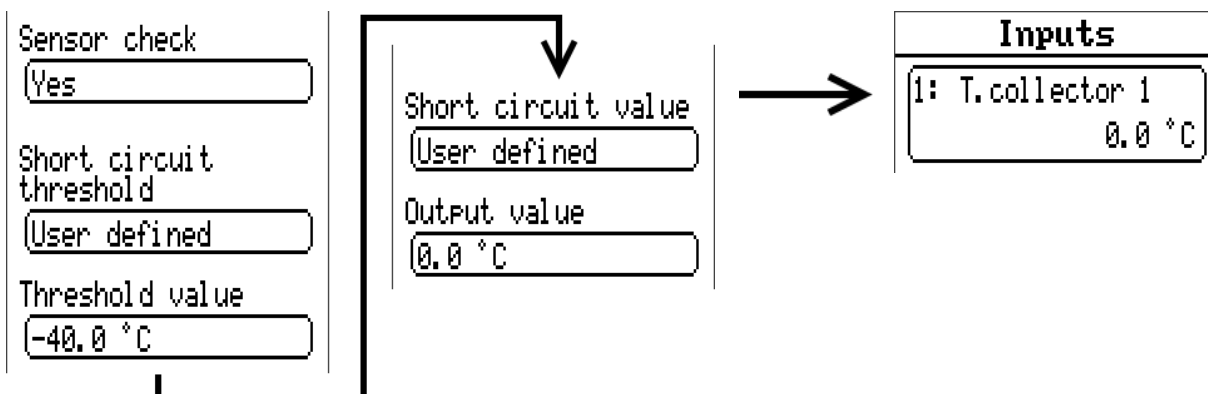 Sensor check
Yes
Short circuit
threshold
User defined
Threshold value
-40.0 °C
Short circuit value
User defined
Output value
0.0 °C
Inputs
1: T.collector 1
0.0 °C